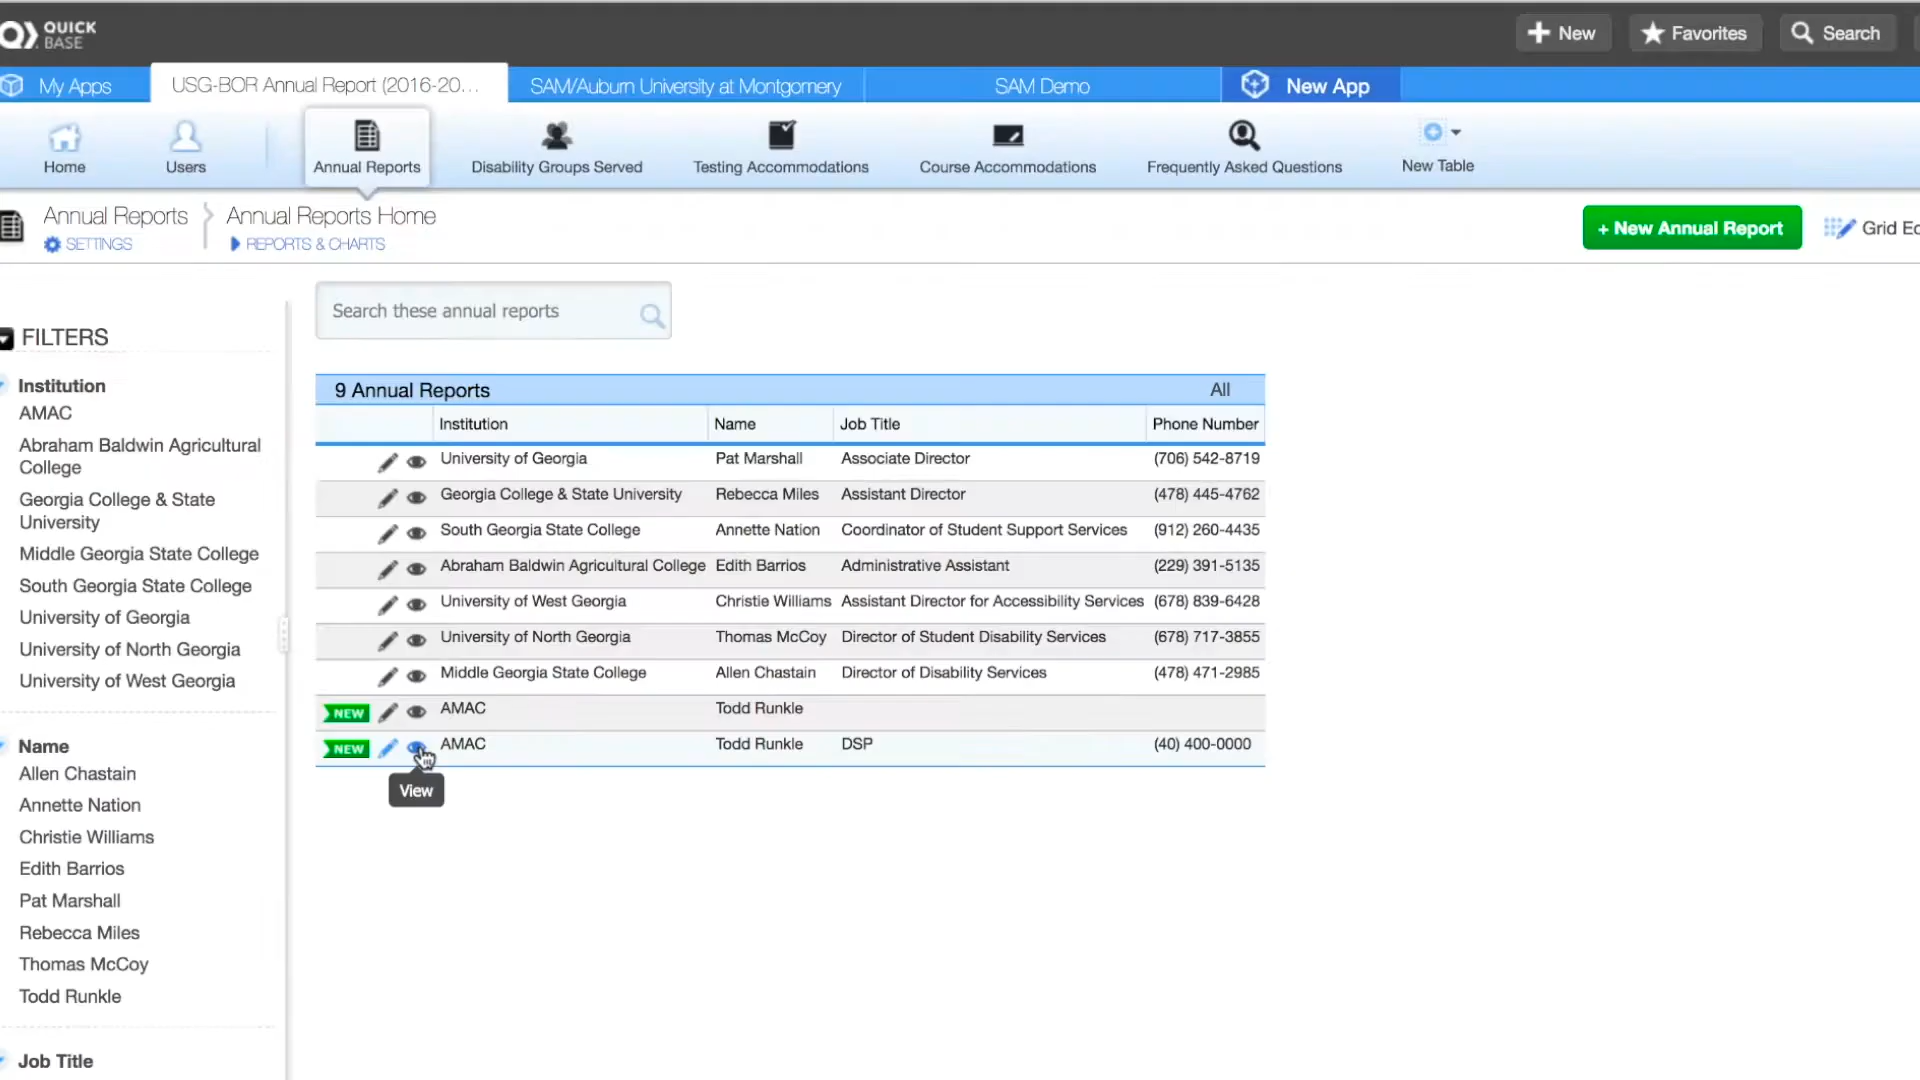 QUICK
BASE
New
Favorites
Search
My Apps
USG-BOR Annual Report (2016-20...
SAM/Auburn University at Montgomery
SAM Demo
New App
Home
Users
Annual Reports
Disability Groups Served
Testing Accommodations
Course Accommodations
Frequently Asked Questions
New Table
Annual Reports
Annual Reports Home
SETTINGS
REPORTS & CHARTS
+ New Annual Report
Grid Ec
Search these annual reports
FILTERS
Institution
AMAC
Abraham Baldwin Agricultural
College
Georgia College & State
University
Middle Georgia State College
South Georgia State College
University of Georgia
University of North Georgia
University of West Georgia
Name
Allen Chastain
Annette Nation
Christie Williams
Edith Barrios
Pat Marshall
Rebecca Miles
Thomas McCoy
Todd Runkle
Job Title
9 Annual Reports All
Institution Name Job Title Phone Number
University of Georgia Pat Marshall Associate Director (706) 542-8719
Georgia College & State University Rebecca Miles Assistant Director (478) 445-4762
South Georgia State College Annette Nation Coordinator of Student Support Services (912) 260-4435
Abraham Baldwin Agricultural College Edith Barrios Administrative Assistant (229) 391-5135
University of West Georgia Christie Williams Assistant Director for Accessibility Services (678) 839-6428
University of North Georgia Thomas McCoy Director of Student Disability Services (678) 717-3855
Middle Georgia State College Allen Chastain Director of Disability Services (478) 471-2985
NEW AMAC Todd Runkle
NEW AMAC Todd Runkle DSP (40) 400-0000
View